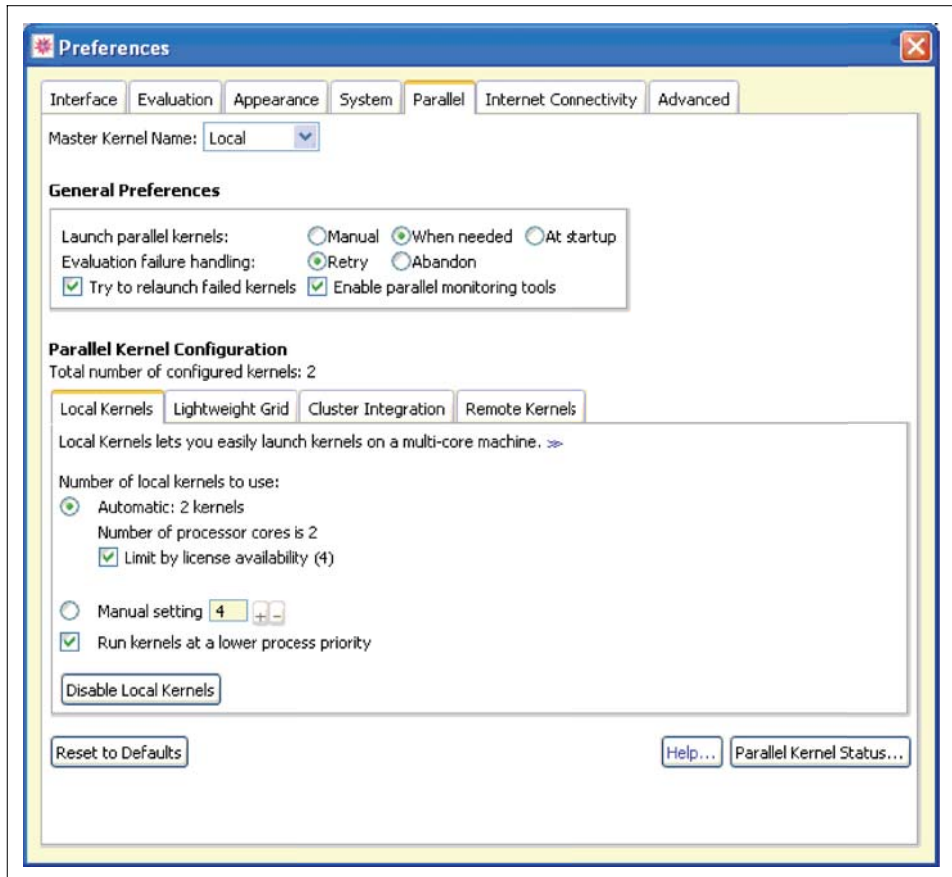 Preferences
Interface Evaluation Appearance System Parallel Internet Connectivity Advanced
Master Kernel Name: Local
General Preferences
Launch parallel kernels: Manual When needed At startup
Evaluation failure handling: Retry Abandon
Try to relaunch failed kernels Enable parallel monitoring tools
Parallel Kernel Configuration
Total number of configured kernels: 2
Local Kernels Lightweight Grid Cluster Integration Remote Kernels
Local Kernels lets you easily launch kernels on a multi-core machine. ≫
Number of local kernels to use:
Automatic: 2 kernels
Number of processor cores is 2
Limit by license availability (4)
Manual setting 4 + -
Run kernels at a lower process priority
Disable Local Kernels
Reset to Defaults Help... Parallel Kernel Status...